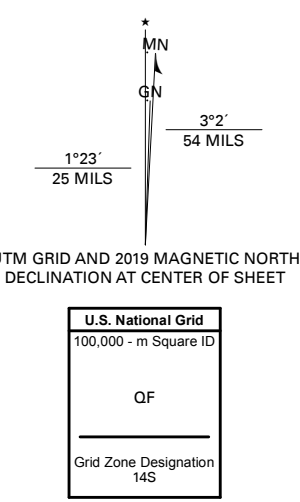 ★
MN
GN
3°2´
54 MILS
1°23´
25 MILS
UTM GRID AND 2019 MAGNETIC NORTH
DECLINATION AT CENTER OF SHEET
U.S. National Grid
100,000 - m Square ID
QF
Grid Zone Designation
14S